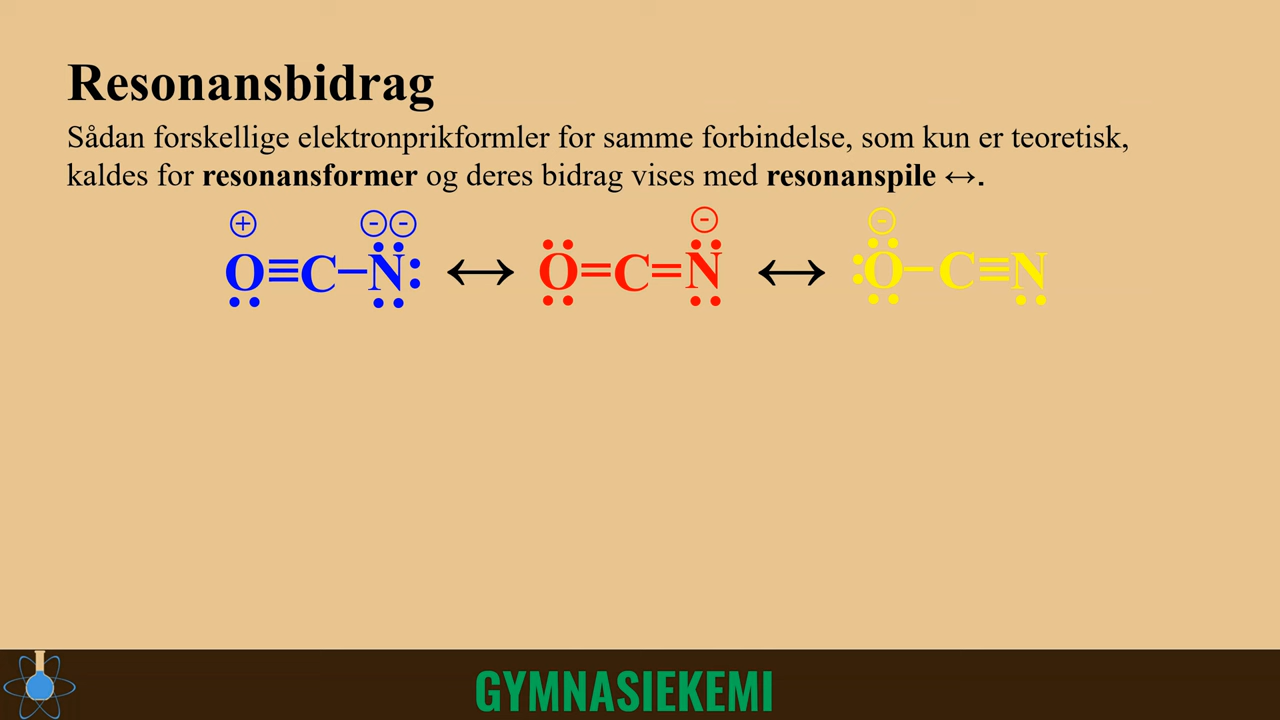 Resonansbidrag
Sådan forskellige elektronprikformler for samme forbindelse, som kun er teoretisk,
kaldes for resonansformer og deres bidrag vises med resonanspile ↔.
+ - - - -
O≡C–N ↔ O=C=N ↔ O–C≡N
GYMNASIEKEMI